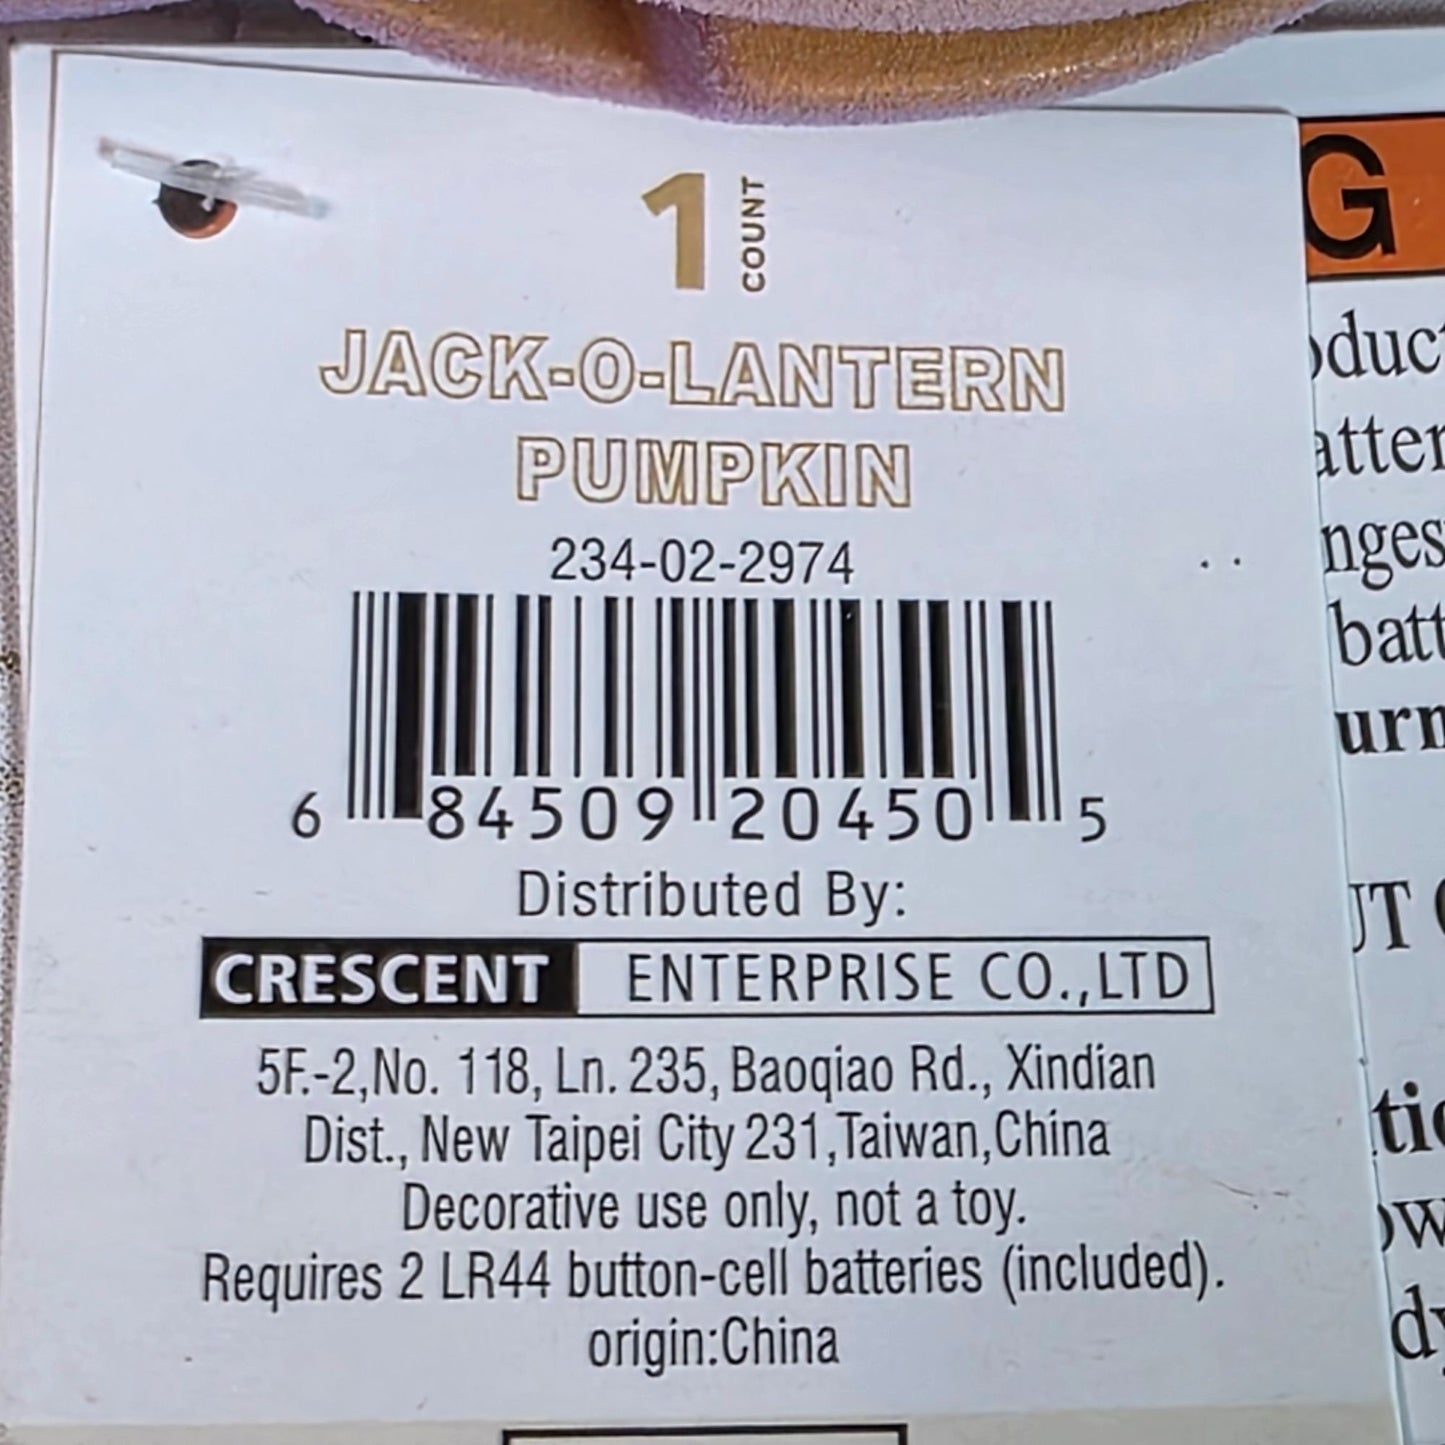 1 COUNT
JACK-O-LANTERN
PUMPKIN
234-02-2974
6 84509 20450 5
Distributed By:
CRESCENT ENTERPRISE CO.,LTD
5F.-2,No. 118, Ln. 235, Baoqiao Rd., Xindian
Dist., New Taipei City 231,Taiwan,China
Decorative use only, not a toy.
Requires 2 LR44 button-cell batteries (included).
origin:China
G